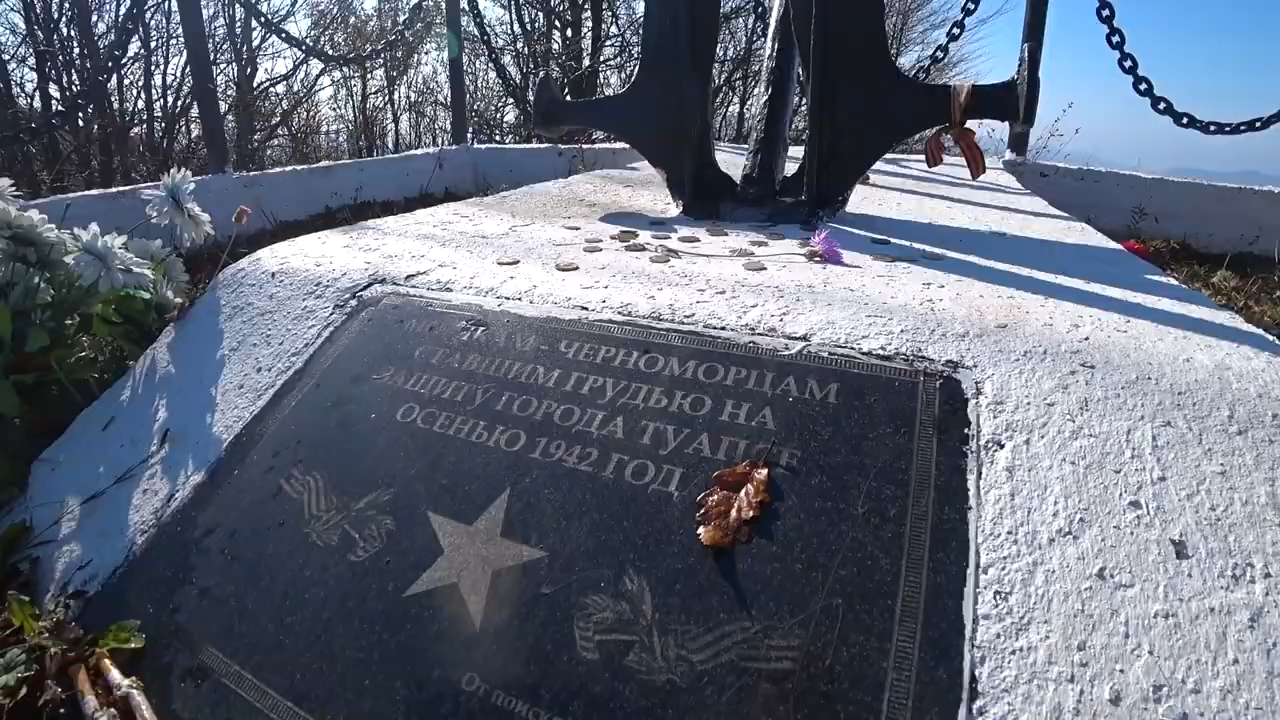 ЧЕРНОМОРЦАМ
СТАВШИМ ГРУДЬЮ НА
ЗАЩИТУ ГОРОДА ТУАПСЕ
ОСЕНЬЮ 1942 ГОД
От